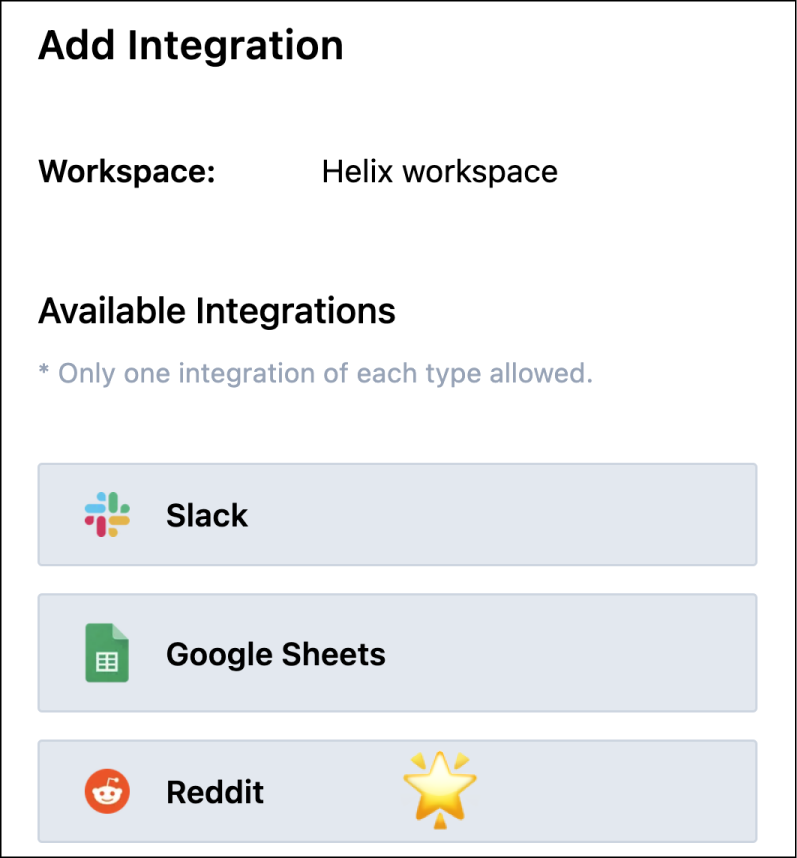 Add Integration
Workspace: Helix workspace
Available Integrations
* Only one integration of each type allowed.
Slack
Google Sheets
Reddit